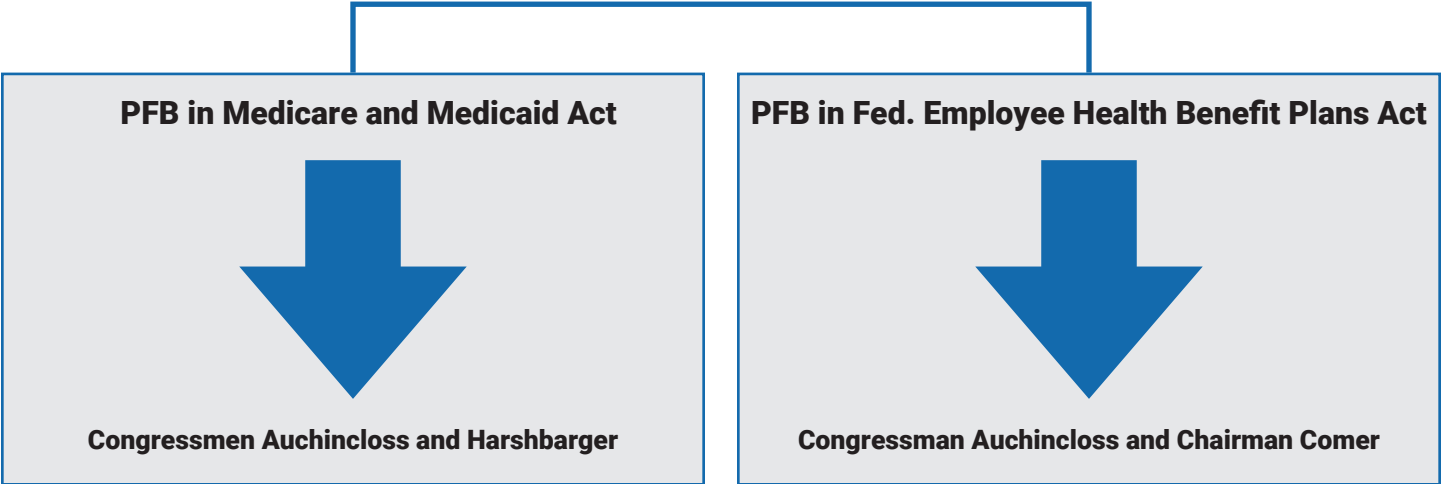 PFB in Medicare and Medicaid Act
Congressmen Auchincloss and Harshbarger
PFB in Fed. Employee Health Benefit Plans Act
Congressman Auchincloss and Chairman Comer